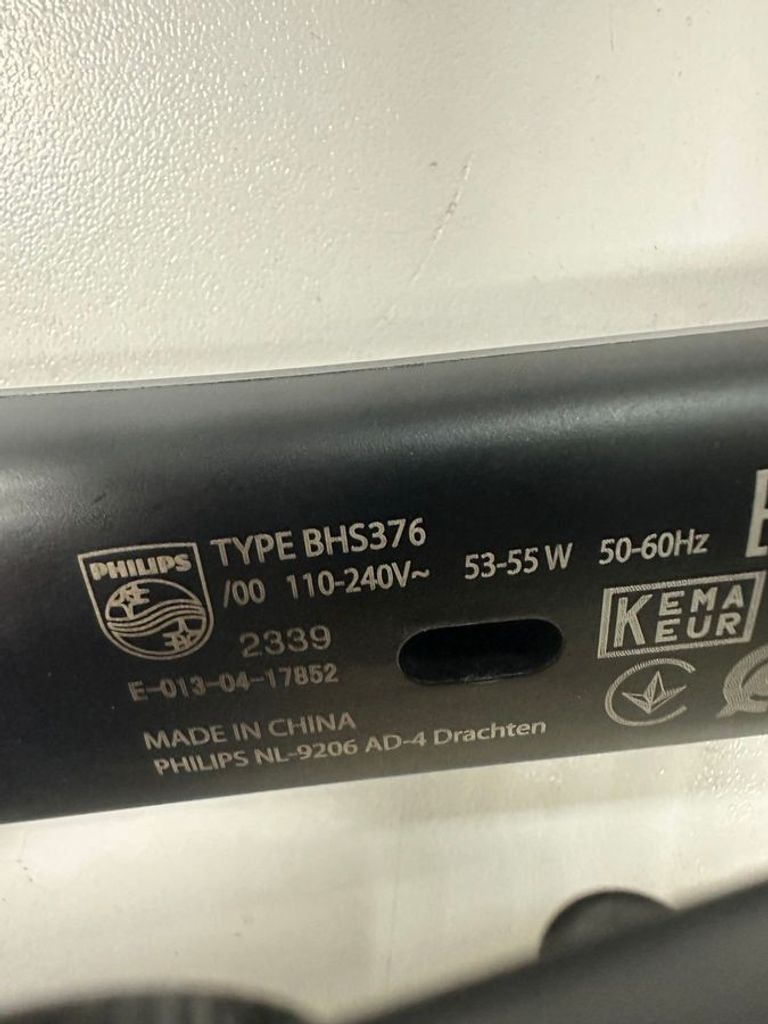 PHILIPS
TYPE BHS376
/00 110-240V~ 53-55 W 50-60Hz
2339
E-013-04-17852
MADE IN CHINA
PHILIPS NL-9206 AD-4 Drachten
KEMA
EUR